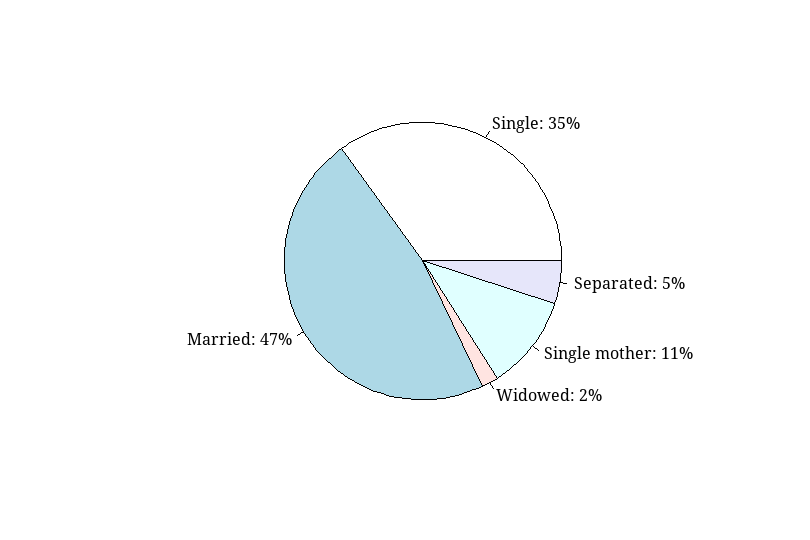 Single: 35%
Separated: 5%
Married: 47%
Single mother: 11%
Widowed: 2%